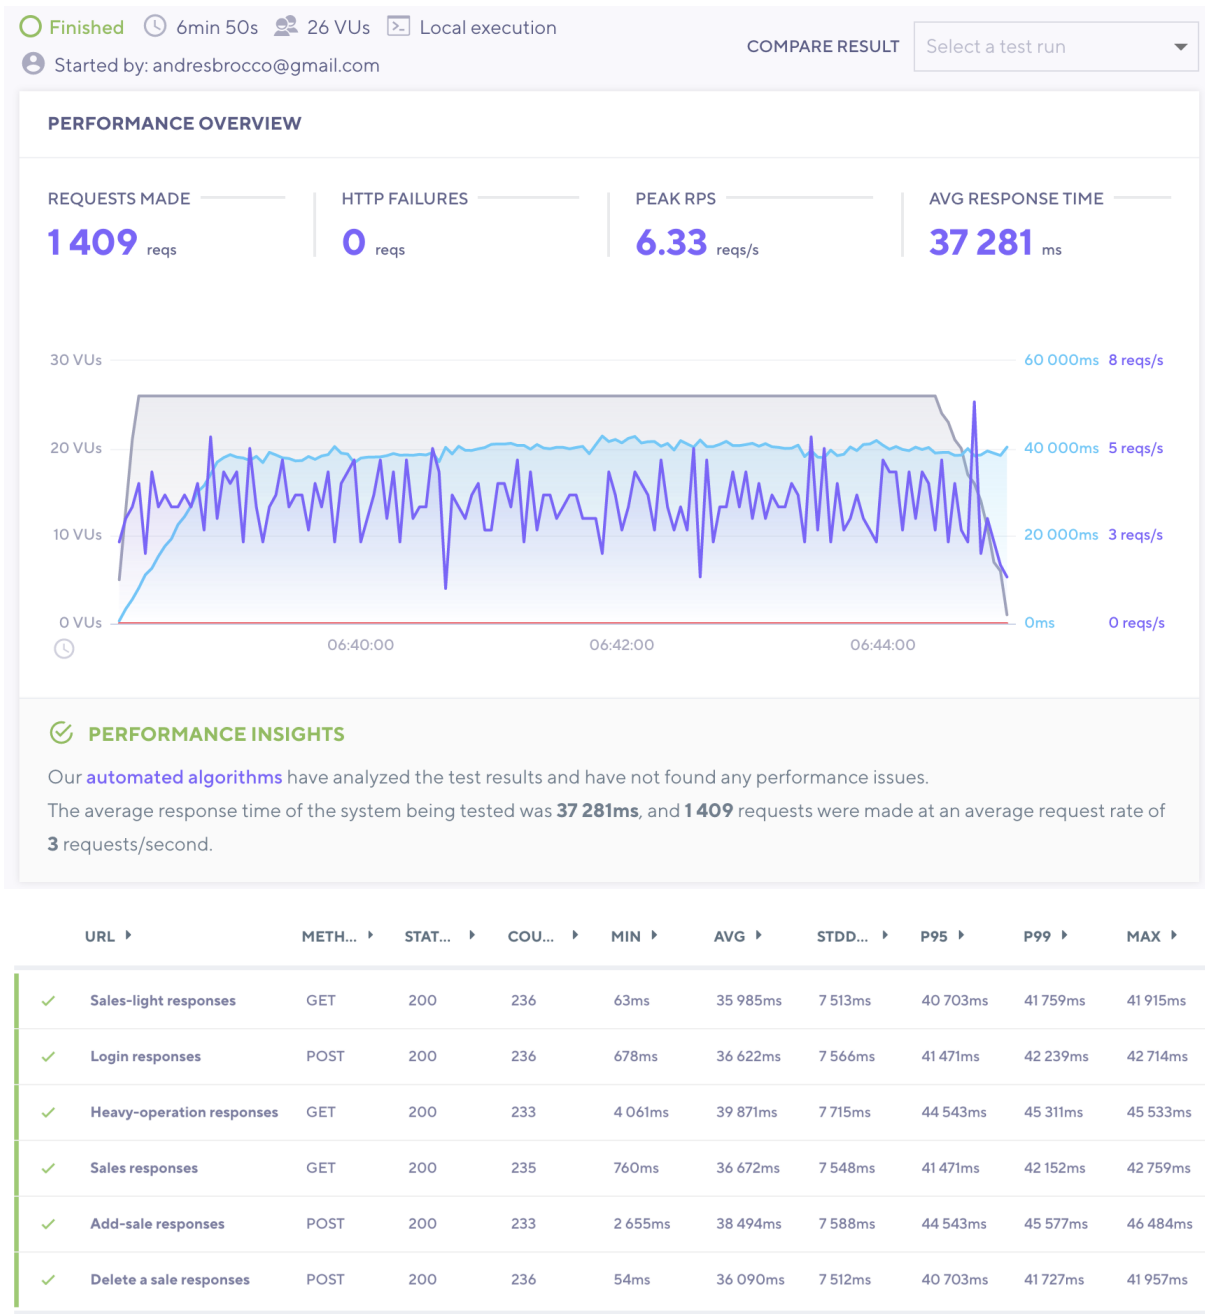 Finished 6min 50s 26 VUs Local execution
COMPARE RESULT Select a test run
Started by: andresbrocco@gmail.com
PERFORMANCE OVERVIEW
REQUESTS MADE HTTP FAILURES PEAK RPS AVG RESPONSE TIME
1 409 reqs 0 reqs 6.33 reqs/s 37 281 ms
30 VUs 60 000ms 8 reqs/s
20 VUs 40 000ms 5 reqs/s
10 VUs 20 000ms 3 reqs/s
0 VUs 0ms 0 reqs/s
06:40:00 06:42:00 06:44:00
PERFORMANCE INSIGHTS
Our automated algorithms have analyzed the test results and have not found any performance issues.
The average response time of the system being tested was 37 281ms, and 1 409 requests were made at an average request rate of
3 requests/second.
URL METH... STAT... COU... MIN AVG STDD... P95 P99 MAX
Sales-light responses GET 200 236 63ms 35 985ms 7 513ms 40 703ms 41 759ms 41 915ms
Login responses POST 200 236 678ms 36 622ms 7 566ms 41 471ms 42 239ms 42 714ms
Heavy-operation responses GET 200 233 4 061ms 39 871ms 7 715ms 44 543ms 45 311ms 45 533ms
Sales responses GET 200 235 760ms 36 672ms 7 548ms 41 471ms 42 152ms 42 759ms
Add-sale responses POST 200 233 2 655ms 38 494ms 7 588ms 44 543ms 45 577ms 46 484ms
Delete a sale responses POST 200 236 54ms 36 090ms 7 512ms 40 703ms 41 727ms 41 957ms